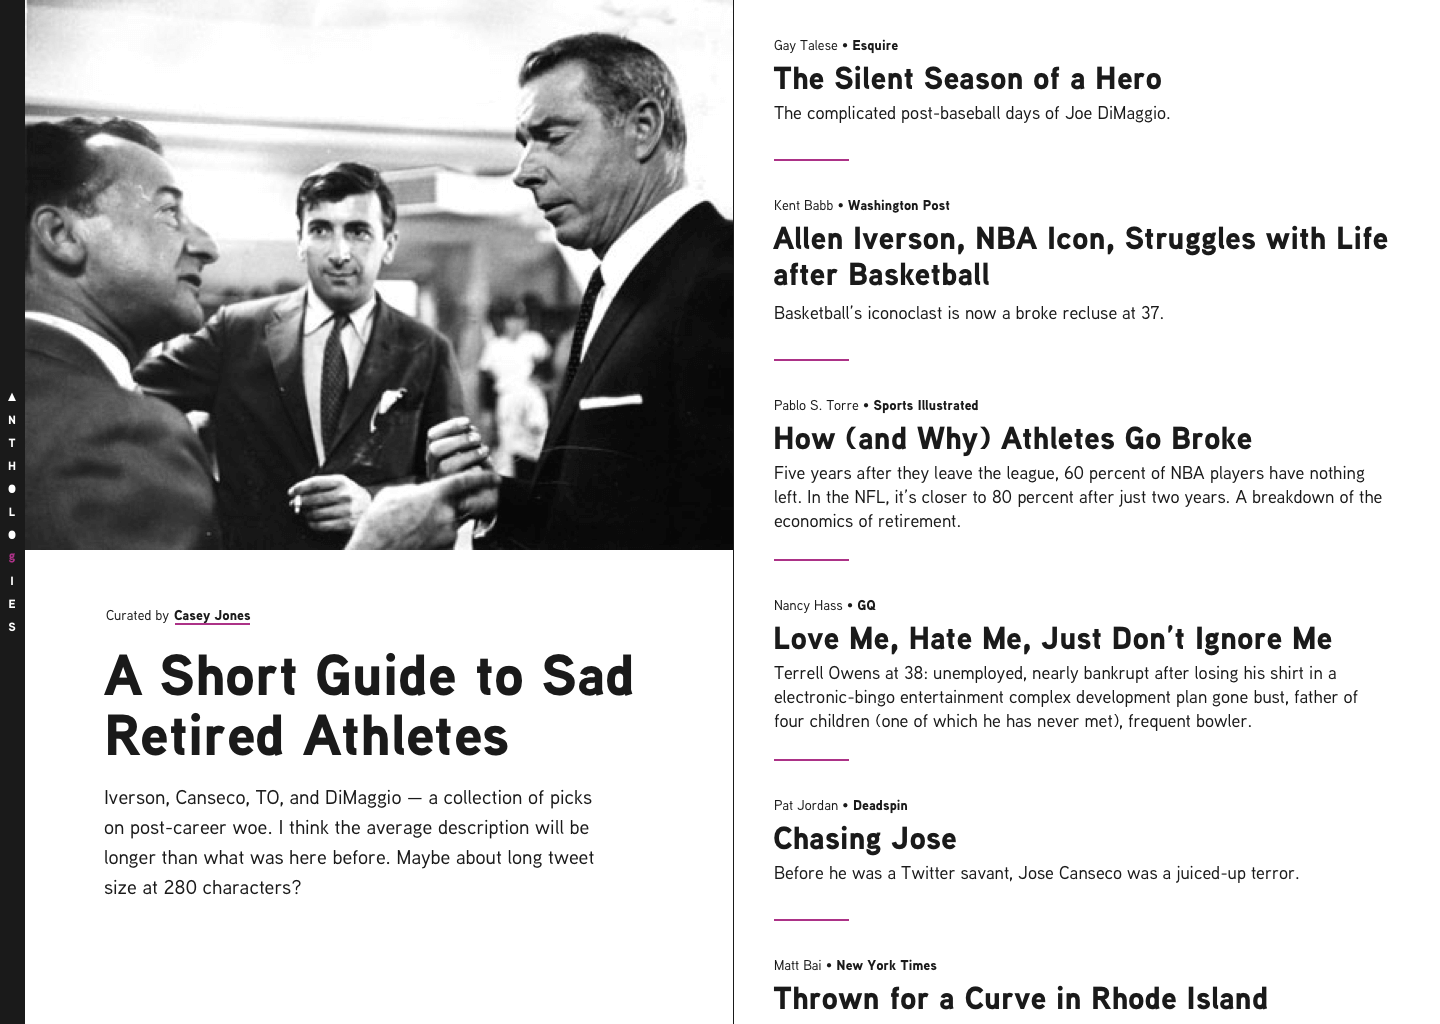 ANTHOLOgIES
Curated by Casey Jones
A Short Guide to Sad
Retired Athletes
Iverson, Canseco, TO, and DiMaggio — a collection of picks
on post-career woe. I think the average description will be
longer than what was here before. Maybe about long tweet
size at 280 characters?
Gay Talese • Esquire
The Silent Season of a Hero
The complicated post-baseball days of Joe DiMaggio.
Kent Babb • Washington Post
Allen Iverson, NBA Icon, Struggles with Life
after Basketball
Basketball's iconoclast is now a broke recluse at 37.
Pablo S. Torre • Sports Illustrated
How (and Why) Athletes Go Broke
Five years after they leave the league, 60 percent of NBA players have nothing
left. In the NFL, it's closer to 80 percent after just two years. A breakdown of the
economics of retirement.
Nancy Hass • GQ
Love Me, Hate Me, Just Don't Ignore Me
Terrell Owens at 38: unemployed, nearly bankrupt after losing his shirt in a
electronic-bingo entertainment complex development plan gone bust, father of
four children (one of which he has never met), frequent bowler.
Pat Jordan • Deadspin
Chasing Jose
Before he was a Twitter savant, Jose Canseco was a juiced-up terror.
Matt Bai • New York Times
Thrown for a Curve in Rhode Island